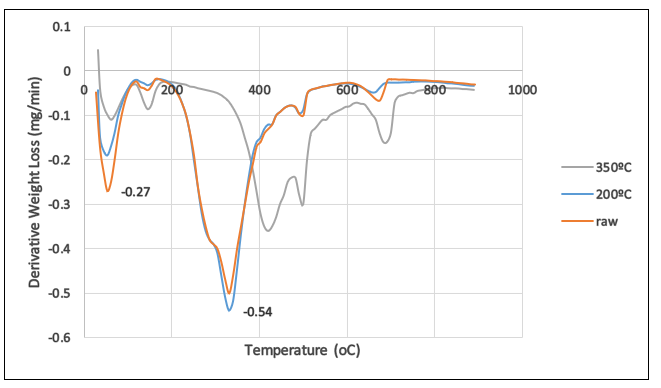 0.1
0
0 200 400 600 800 1000
-0.1
-0.2
-0.3
-0.4
-0.5
-0.6
Derivative Weight Loss (mg/min)
Temperature (oC)
-0.27
-0.54
350ºC
200ºC
raw